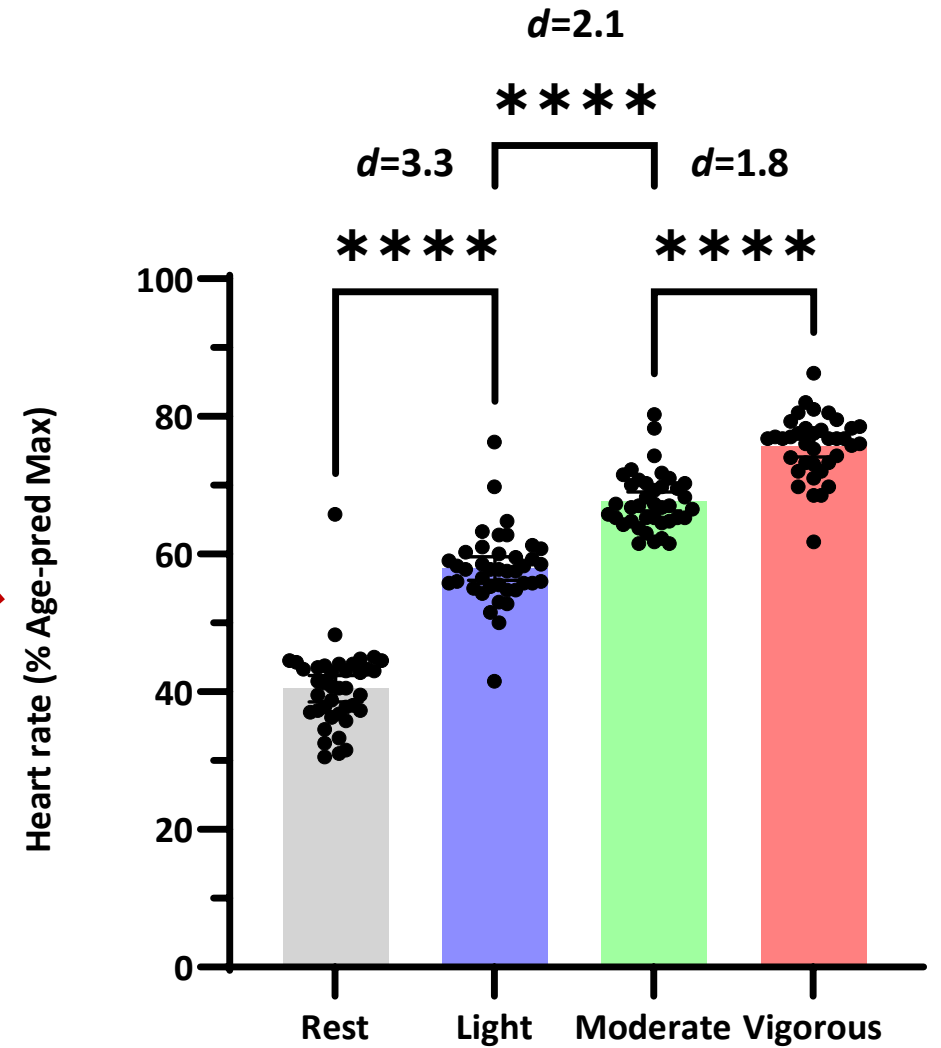 d=2.1
****
d=3.3
d=1.8
**** ****
100
80
60
40
20
0
Heart rate (% Age-pred Max)
Rest Light Moderate Vigorous